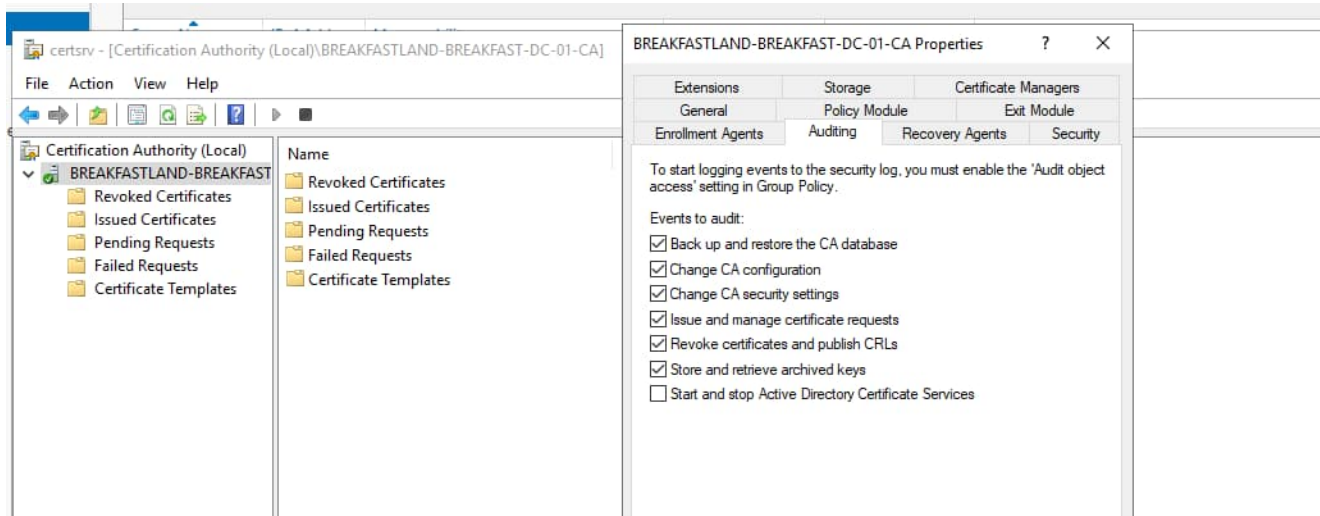 certsrv - [Certification Authority (Local)\BREAKFASTLAND-BREAKFAST-DC-01-CA]
File Action View Help
Certification Authority (Local)
BREAKFASTLAND-BREAKFAST
Revoked Certificates
Issued Certificates
Pending Requests
Failed Requests
Certificate Templates
Name
Revoked Certificates
Issued Certificates
Pending Requests
Failed Requests
Certificate Templates
BREAKFASTLAND-BREAKFAST-DC-01-CA Properties ?
Extensions Storage Certificate Managers
General Policy Module Exit Module
Enrollment Agents Auditing Recovery Agents Security
To start logging events to the security log, you must enable the 'Audit object
access' setting in Group Policy.
Events to audit:
Back up and restore the CA database
Change CA configuration
Change CA security settings
Issue and manage certificate requests
Revoke certificates and publish CRLs
Store and retrieve archived keys
Start and stop Active Directory Certificate Services